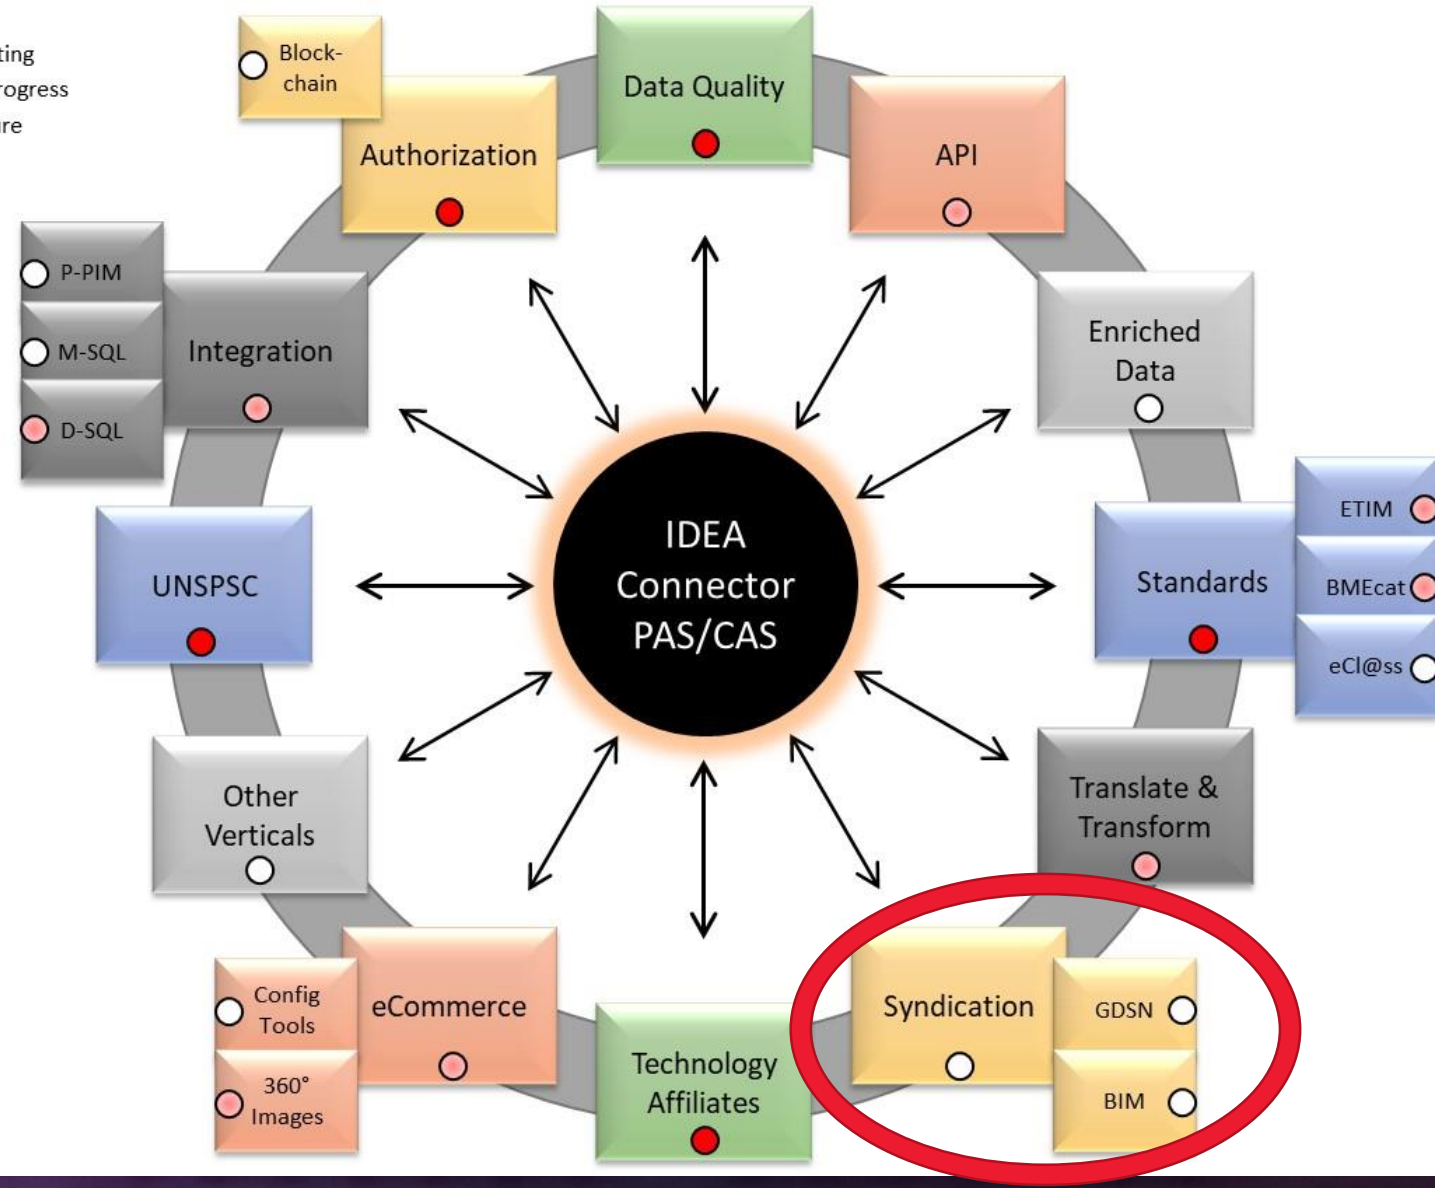 ting
rogress
ure
Block-
chain
Authorization
Data Quality
API
P-PIM
M-SQL
D-SQL
Integration
Enriched
Data
UNSPSC
IDEA
Connector
PAS/CAS
Standards
ETIM
BMEcat
eCl@ss
Other
Verticals
Translate &
Transform
Config
Tools
360°
Images
eCommerce
Technology
Affiliates
Syndication
GDSN
BIM